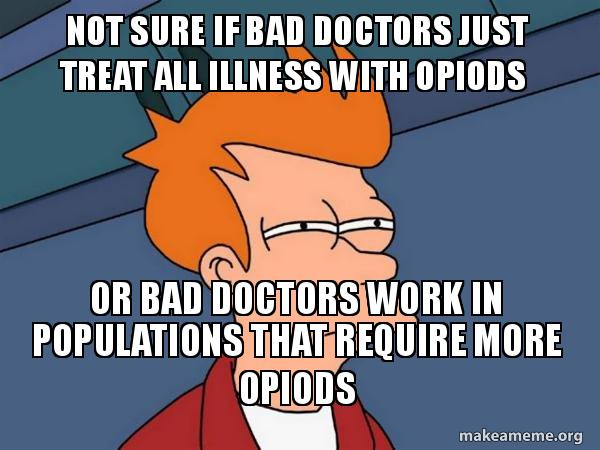 NOT SURE IF BAD DOCTORS JUST
TREAT ALL ILLNESS WITH OPIODS
OR BAD DOCTORS WORK IN
POPULATIONS THAT REQUIRE MORE
OPIODS
makeameme.org